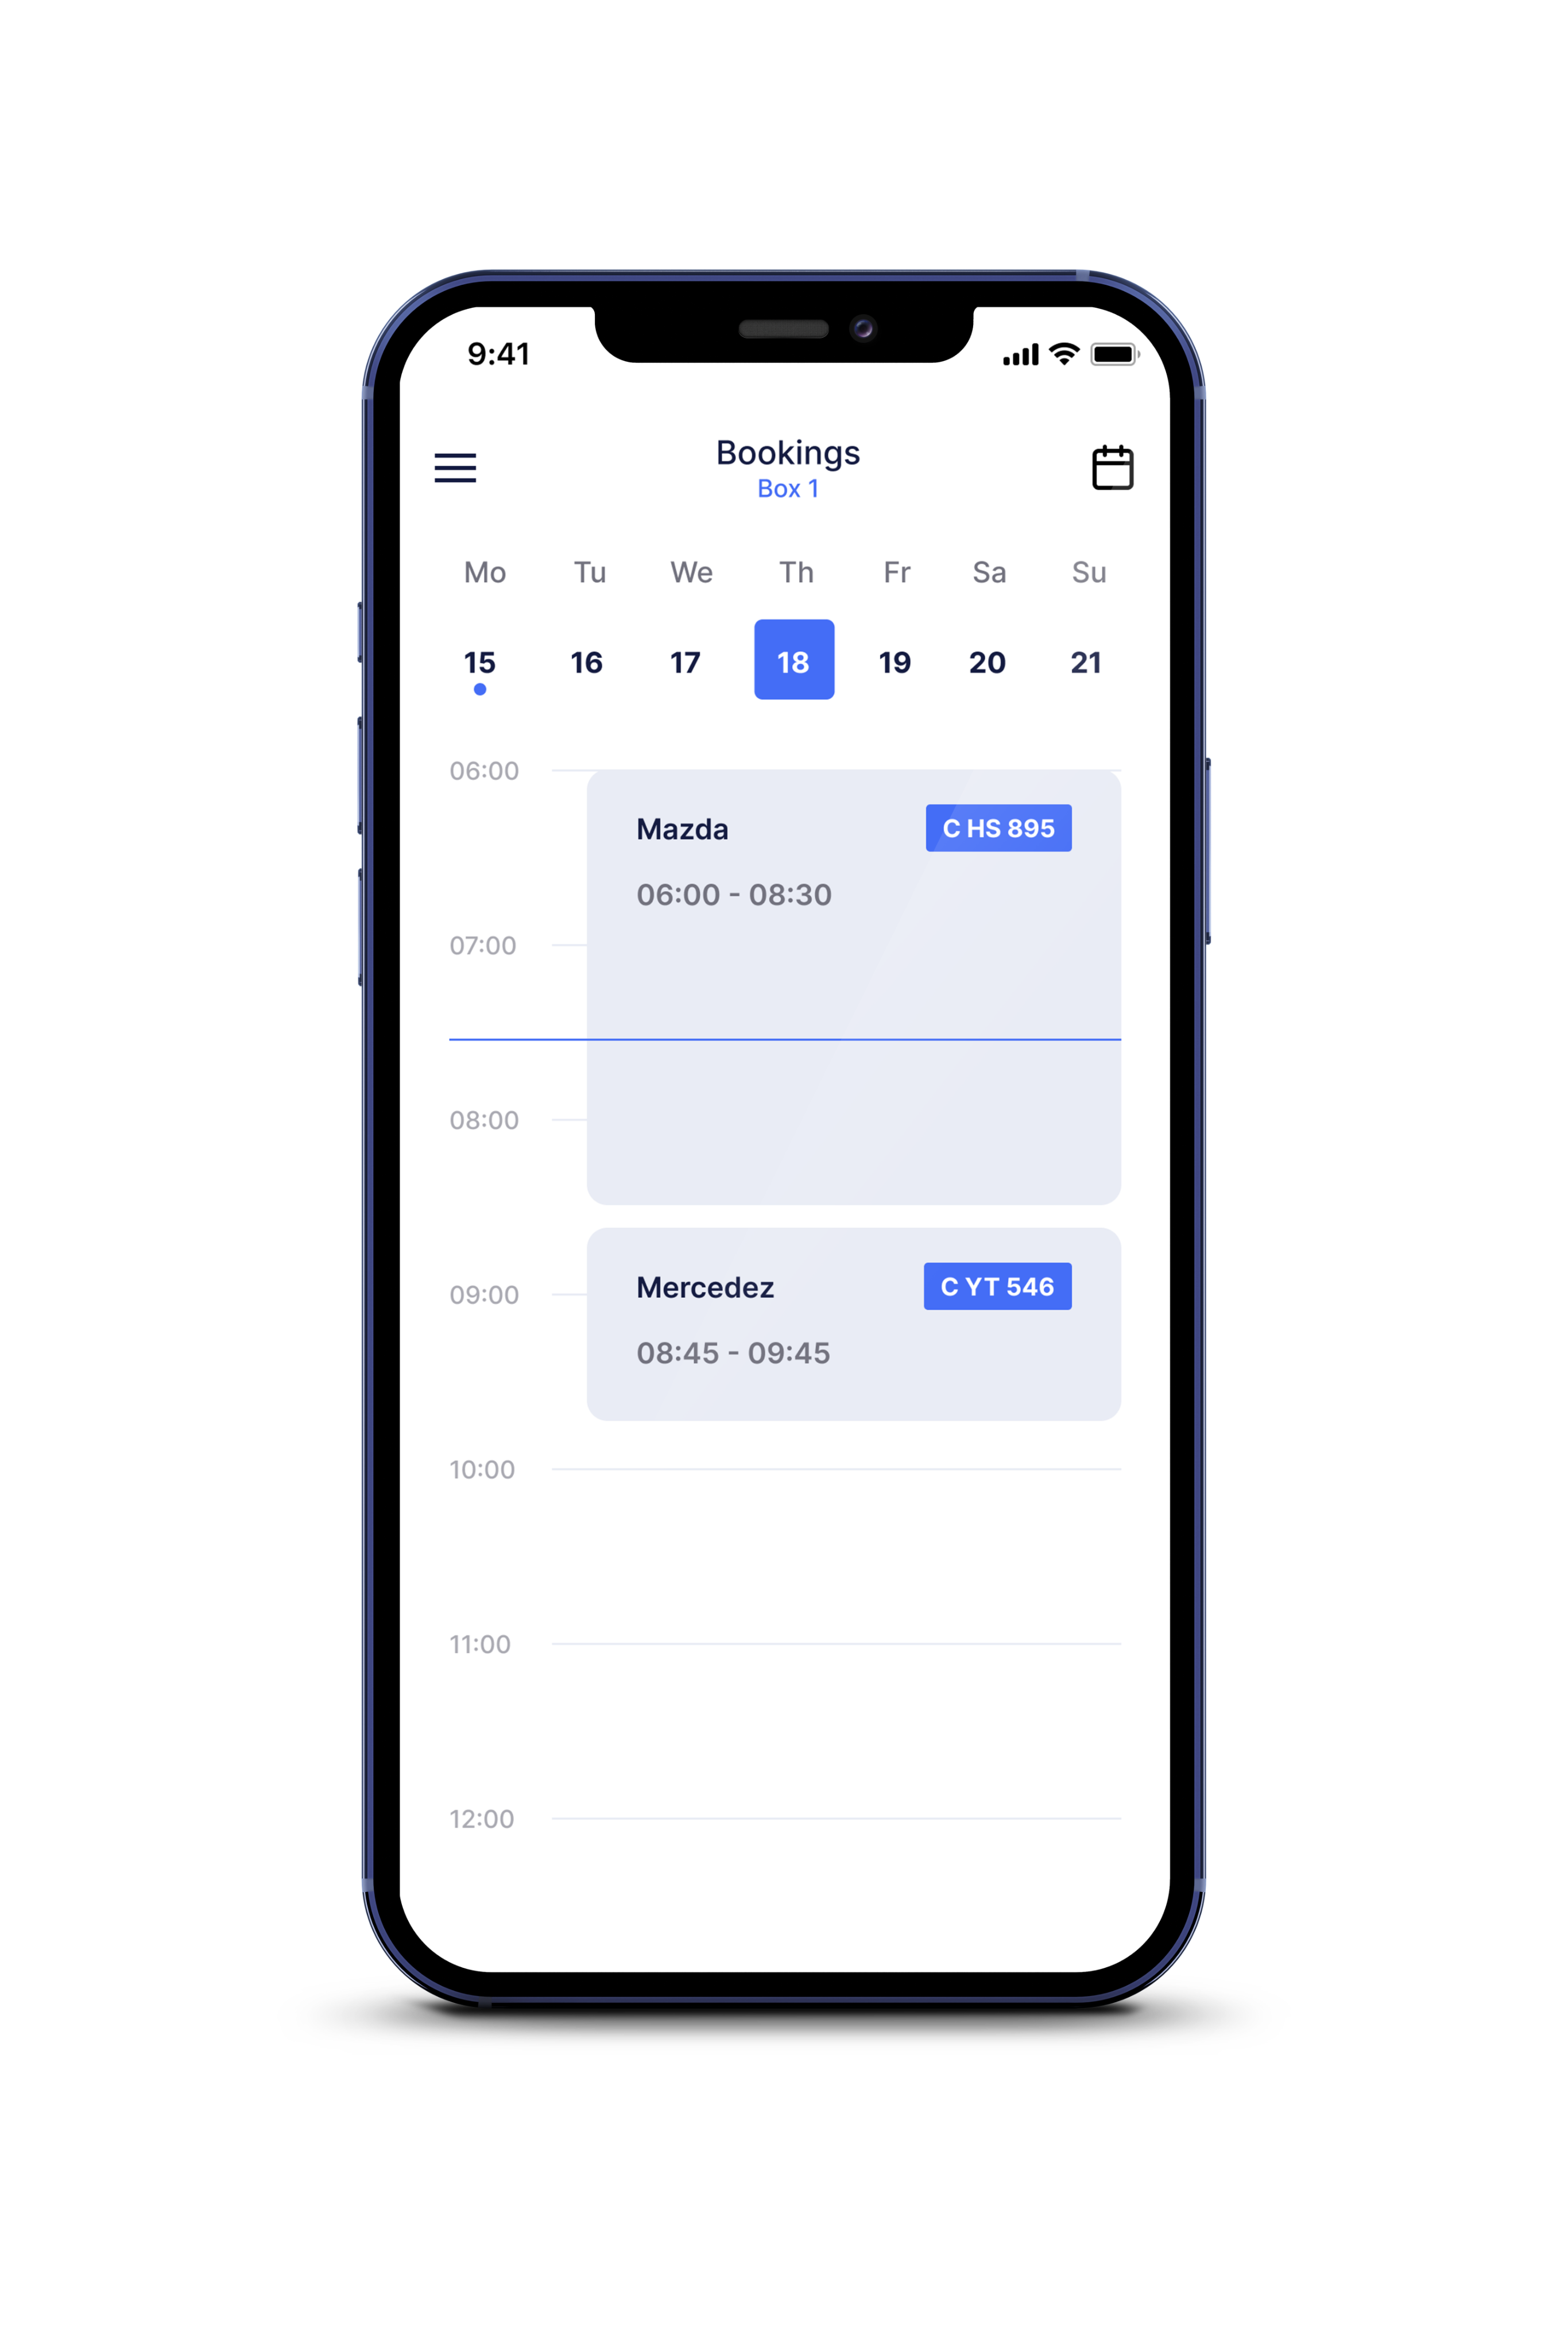 9:41
Bookings
Box 1
Mo Tu We Th Fr Sa Su
15 16 17 18 19 20 21
06:00
Mazda C HS 895
06:00 - 08:30
07:00
08:00
Mercedez C YT 546
09:00
08:45 - 09:45
10:00
11:00
12:00